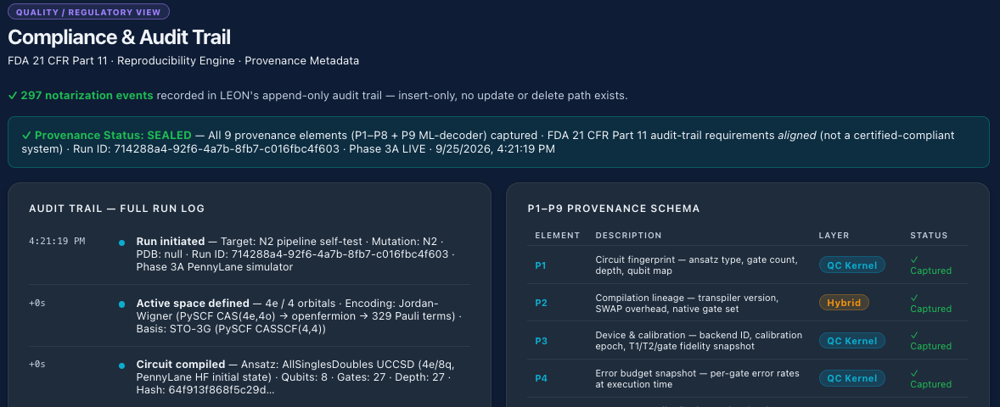 QUALITY / REGULATORY VIEW
Compliance & Audit Trail
FDA 21 CFR Part 11 · Reproducibility Engine · Provenance Metadata
✓ 297 notarization events recorded in LEON's append-only audit trail — insert-only, no update or delete path exists.
✓ Provenance Status: SEALED — All 9 provenance elements (P1–P8 + P9 ML-decoder) captured · FDA 21 CFR Part 11 audit-trail requirements aligned (not a certified-compliant
system) · Run ID: 714288a4-92f6-4a7b-8fb7-c016fbc4f603 · Phase 3A LIVE · 9/25/2026, 4:21:19 PM
AUDIT TRAIL — FULL RUN LOG
4:21:19 PM
Run initiated — Target: N2 pipeline self-test · Mutation: N2 ·
PDB: null · Run ID: 714288a4-92f6-4a7b-8fb7-c016fbc4f603 ·
Phase 3A PennyLane simulator
+0s
Active space defined — 4e / 4 orbitals · Encoding: Jordan-
Wigner (PySCF CAS(4e,4o) → openfermion → 329 Pauli terms) ·
Basis: STO-3G (PySCF CASSCF(4,4))
+0s
Circuit compiled — Ansatz: AllSinglesDoubles UCCSD (4e/8q,
PennyLane HF initial state) · Qubits: 8 · Gates: 27 · Depth: 27 ·
Hash: 64f913f868f5c29d…
P1–P9 PROVENANCE SCHEMA
ELEMENT DESCRIPTION LAYER STATUS
P1
Circuit fingerprint — ansatz type, gate count,
depth, qubit map
QC Kernel
✓
Captured
P2
Compilation lineage — transpiler version,
SWAP overhead, native gate set
Hybrid
✓
Captured
P3
Device & calibration — backend ID, calibration
epoch, T1/T2/gate fidelity snapshot
QC Kernel
✓
Captured
P4
Error budget snapshot — per-gate error rates
at execution time
QC Kernel
✓
Captured